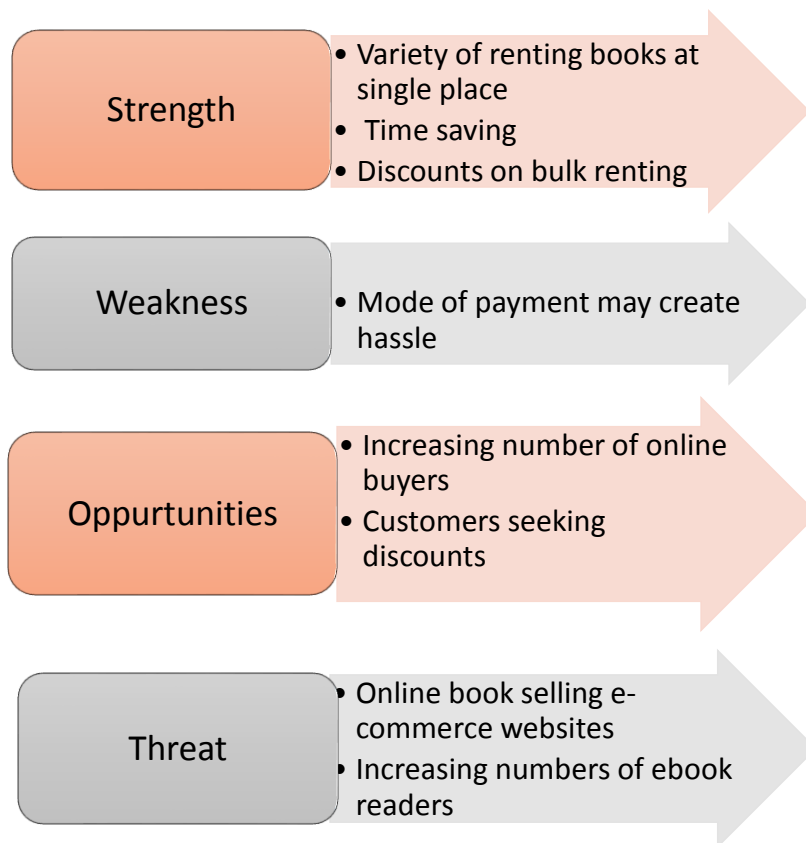 Strength
• Variety of renting books at
single place
• Time saving
• Discounts on bulk renting
Weakness
• Mode of payment may create
hassle
Oppurtunities
• Increasing number of online
buyers
• Customers seeking
discounts
Threat
• Online book selling e-
commerce websites
• Increasing numbers of ebook
readers